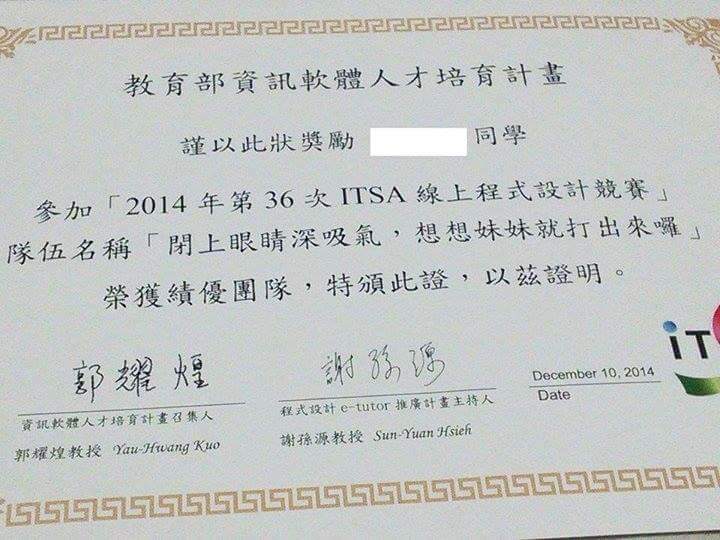 教育部資訊軟體人才培育計畫
謹以此狀獎勵 同學
參加「2014 年第 36 次 ITSA 線上程式設計競賽」
隊伍名稱「閉上眼睛深吸氣，想想妹妹就打出來囉」
榮獲績優團隊，特頒此證，以茲證明。
郭耀煌
謝孫源
iTS
資訊軟體人才培育計畫召集人
郭耀煌教授 Yau-Hwang Kuo
程式設計 e-tutor 推廣計畫主持人
謝孫源教授 Sun-Yuan Hsieh
December 10, 2014
Date